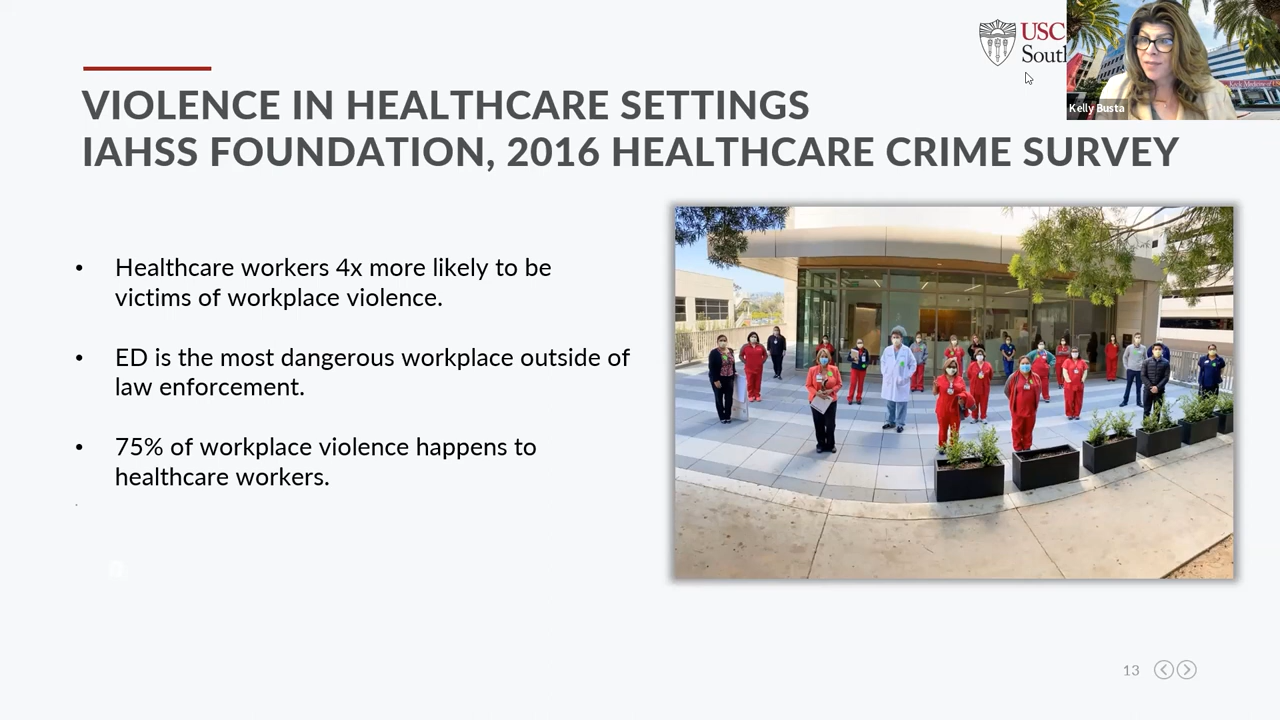 USC
South
Kelly Busta
VIOLENCE IN HEALTHCARE SETTINGS
IAHSS FOUNDATION, 2016 HEALTHCARE CRIME SURVEY
• Healthcare workers 4x more likely to be
victims of workplace violence.
• ED is the most dangerous workplace outside of
law enforcement.
• 75% of workplace violence happens to
healthcare workers.
13